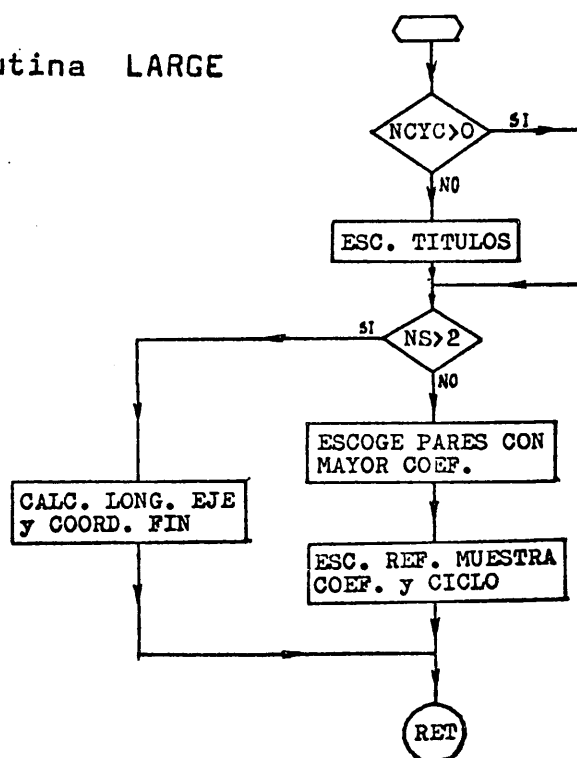 utina LARGE
NCYC>0
SI
NO
ESC. TITULOS
SI
NS>2
NO
ESCOGE PARES CON
MAYOR COEF.
CALC. LONG. EJE
y COORD. FIN
ESC. REF. MUESTRA
COEF. y CICLO
RET